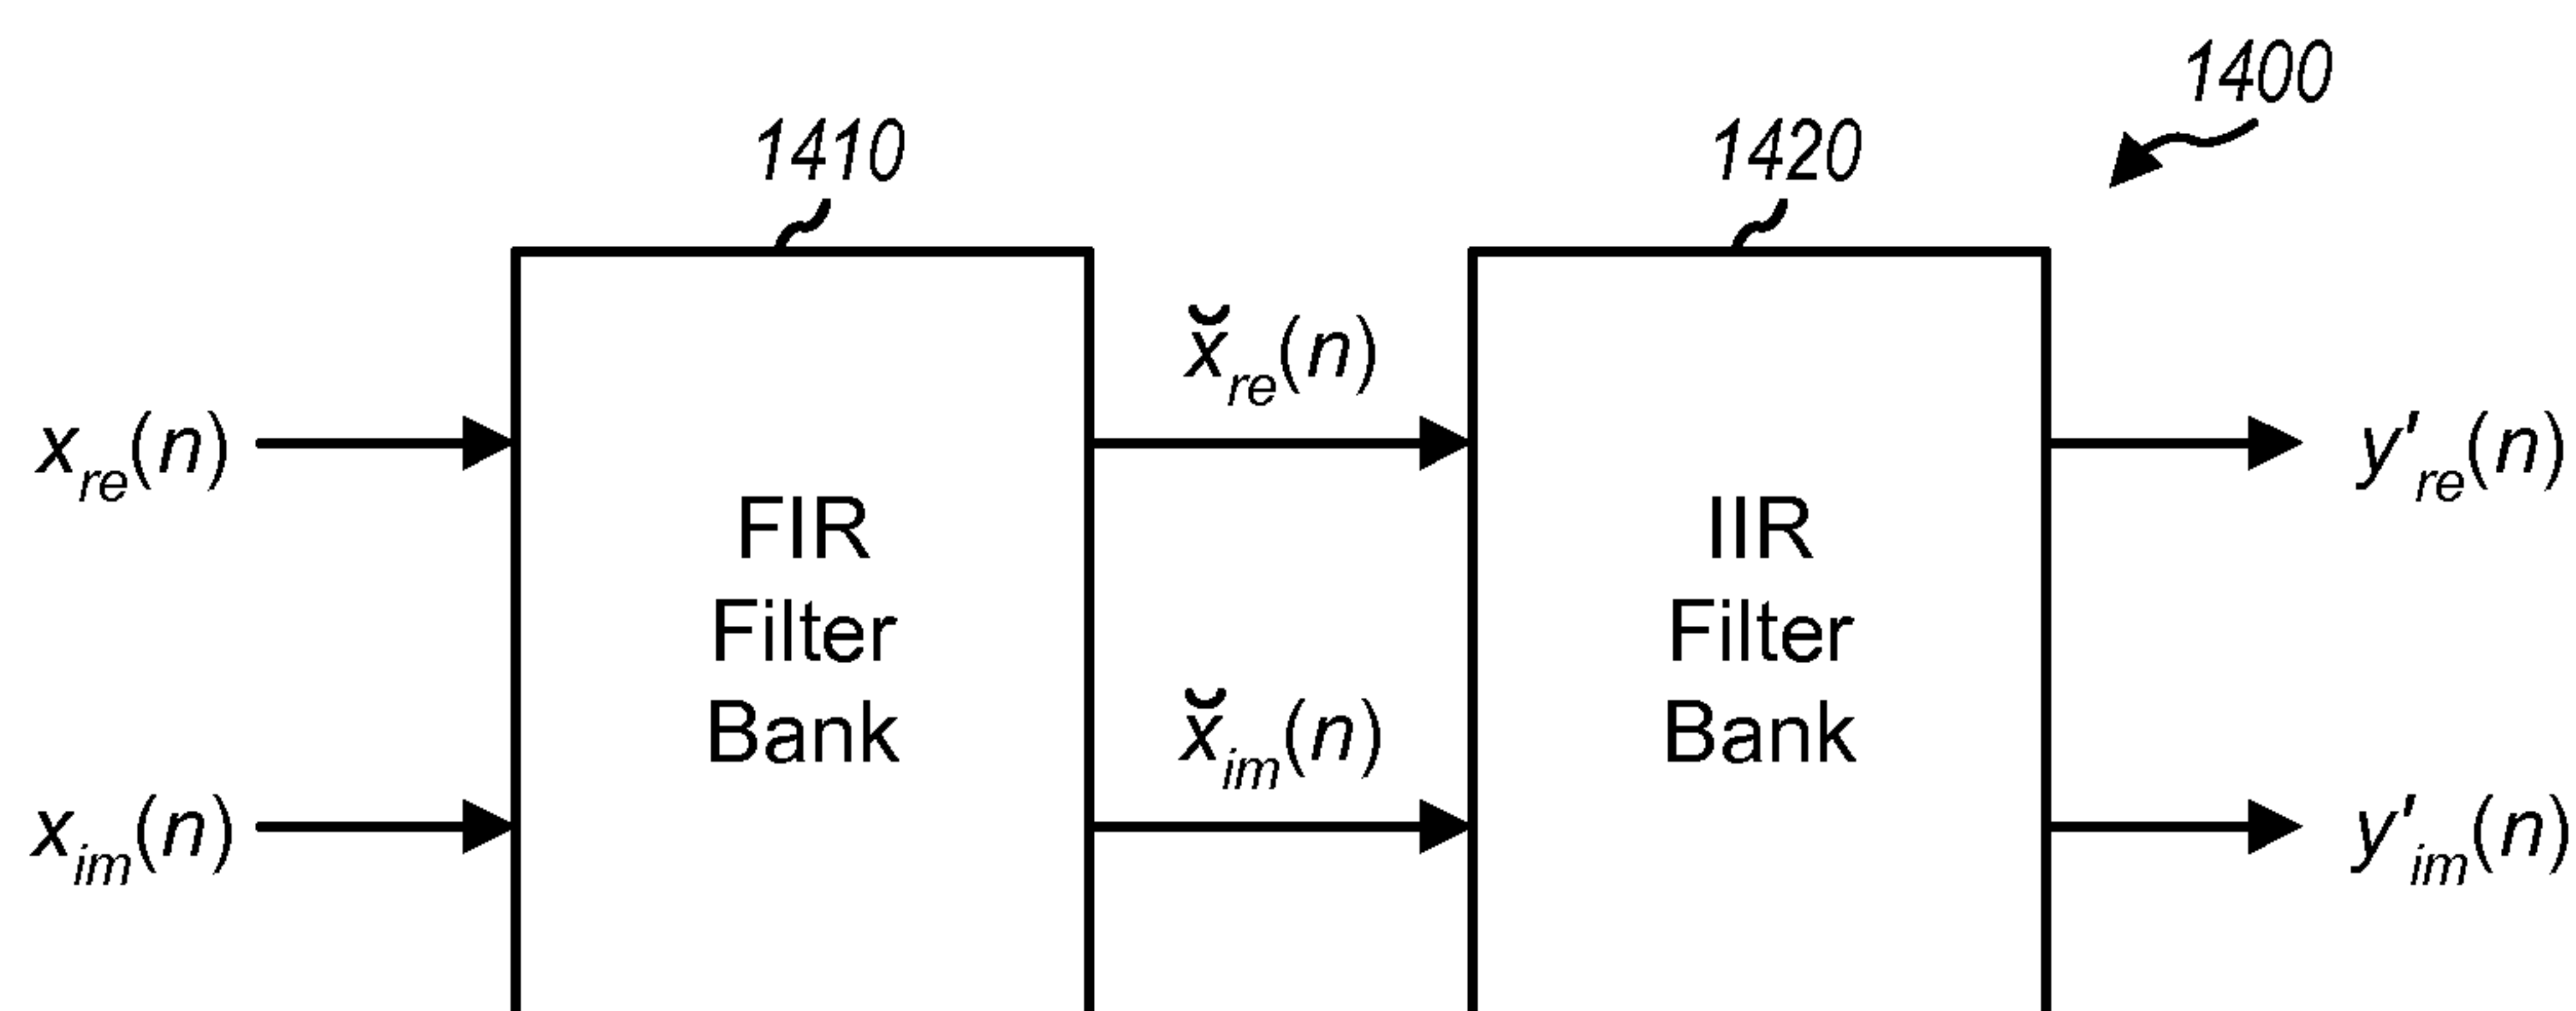 1400
1410
1420
x̆re(n)
xre(n)
y're(n)
FIR
Filter
Bank
IIR
Filter
Bank
x̆im(n)
xim(n)
y'im(n)